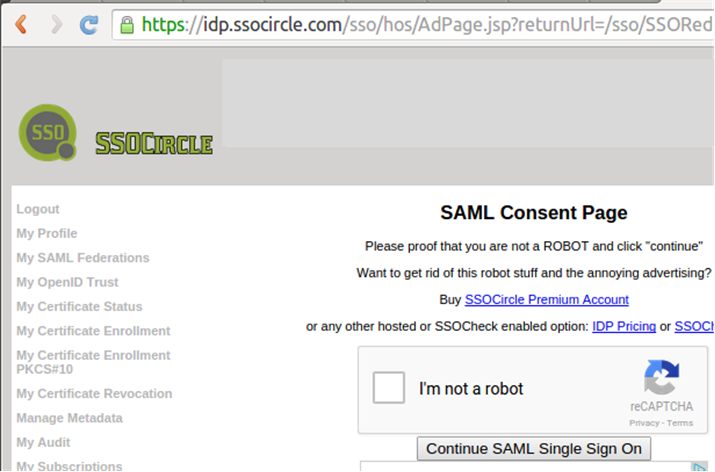 https://idp.ssocircle.com/sso/hos/AdPage.jsp?returnUrl=/sso/SSORed
SSO
SSOCIRCLE
Logout
My Profile
My SAML Federations
My OpenID Trust
My Certificate Status
My Certificate Enrollment
My Certificate Enrollment
PKCS#10
My Certificate Revocation
Manage Metadata
My Audit
My Subscriptions
SAML Consent Page
Please proof that you are not a ROBOT and click "continue"
Want to get rid of this robot stuff and the annoying advertising?
Buy SSOCircle Premium Account
or any other hosted or SSOCheck enabled option: IDP Pricing or SSOCh
I'm not a robot
reCAPTCHA
Privacy - Terms
Continue SAML Single Sign On